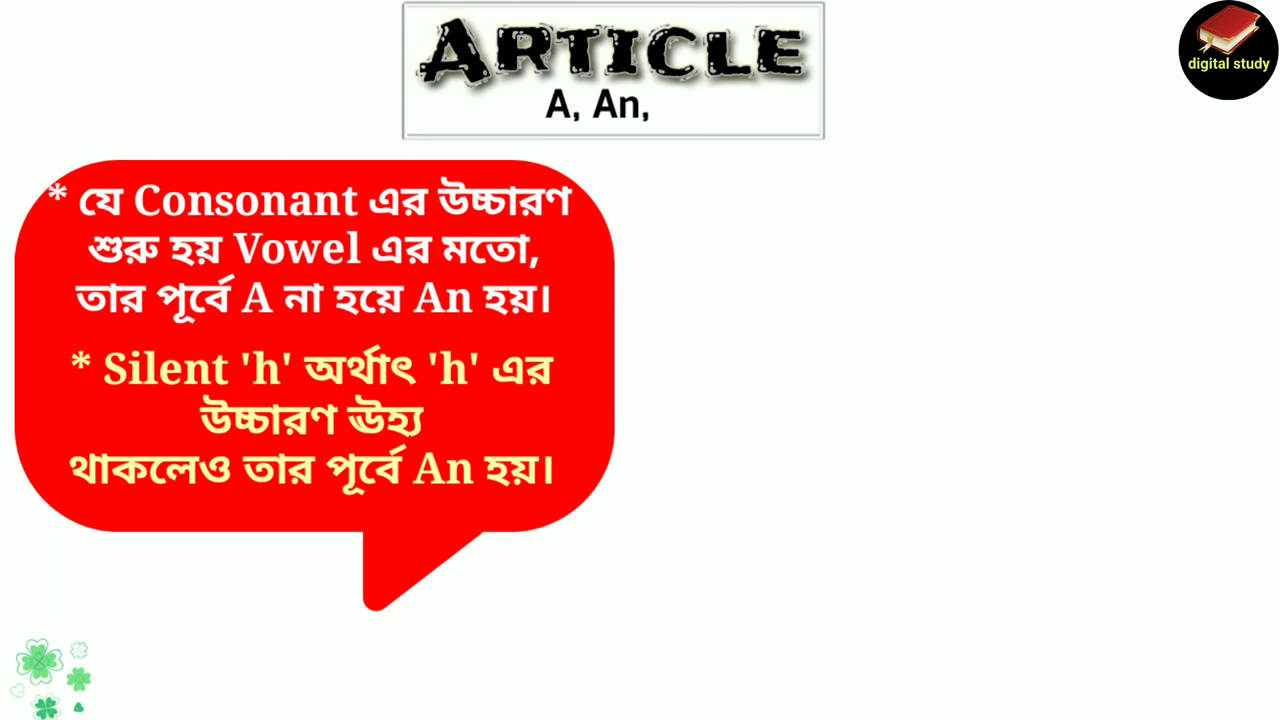 ARTICLE
A, An,
digital study
* যে Consonant এর উচ্চারণ
শুরু হয় Vowel এর মতো,
তার পূর্বে A না হয়ে An হয়।
* Silent 'h' অর্থাৎ 'h' এর
উচ্চারণ ঊহ্য
থাকলেও তার পূর্বে An হয়।